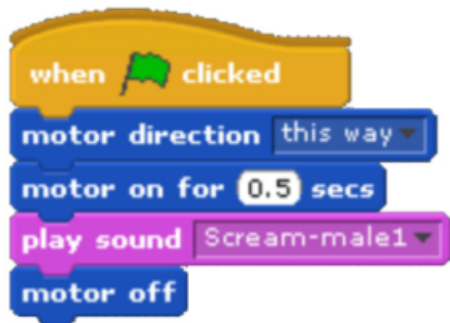 when clicked
motor direction this way
motor on for 0.5 secs
play sound Scream-male1
motor off